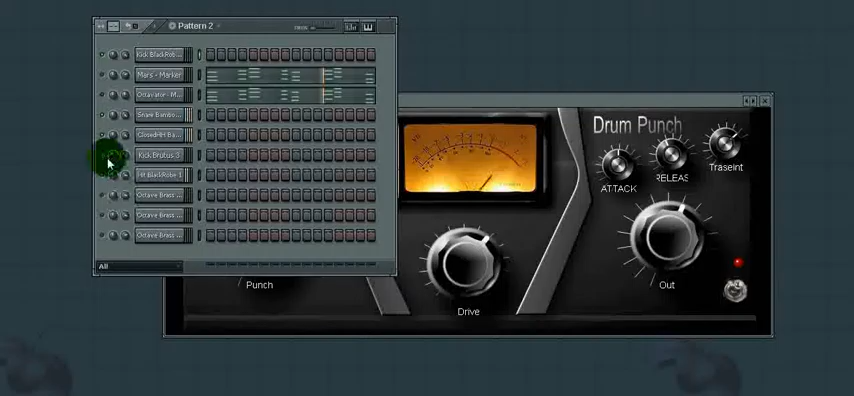 Pattern 2
Kick BlackRob...
Mars - Marker
Octavator - M...
Snare Bambo...
ClosedHH Ba...
Kick Brutus 3
Hit BlackRobe 1
Octave Brass ...
Octave Brass ...
Octave Brass ...
All
Drum Punch
ATTACK
RELEAS
TraseInt
Punch
Drive
Out